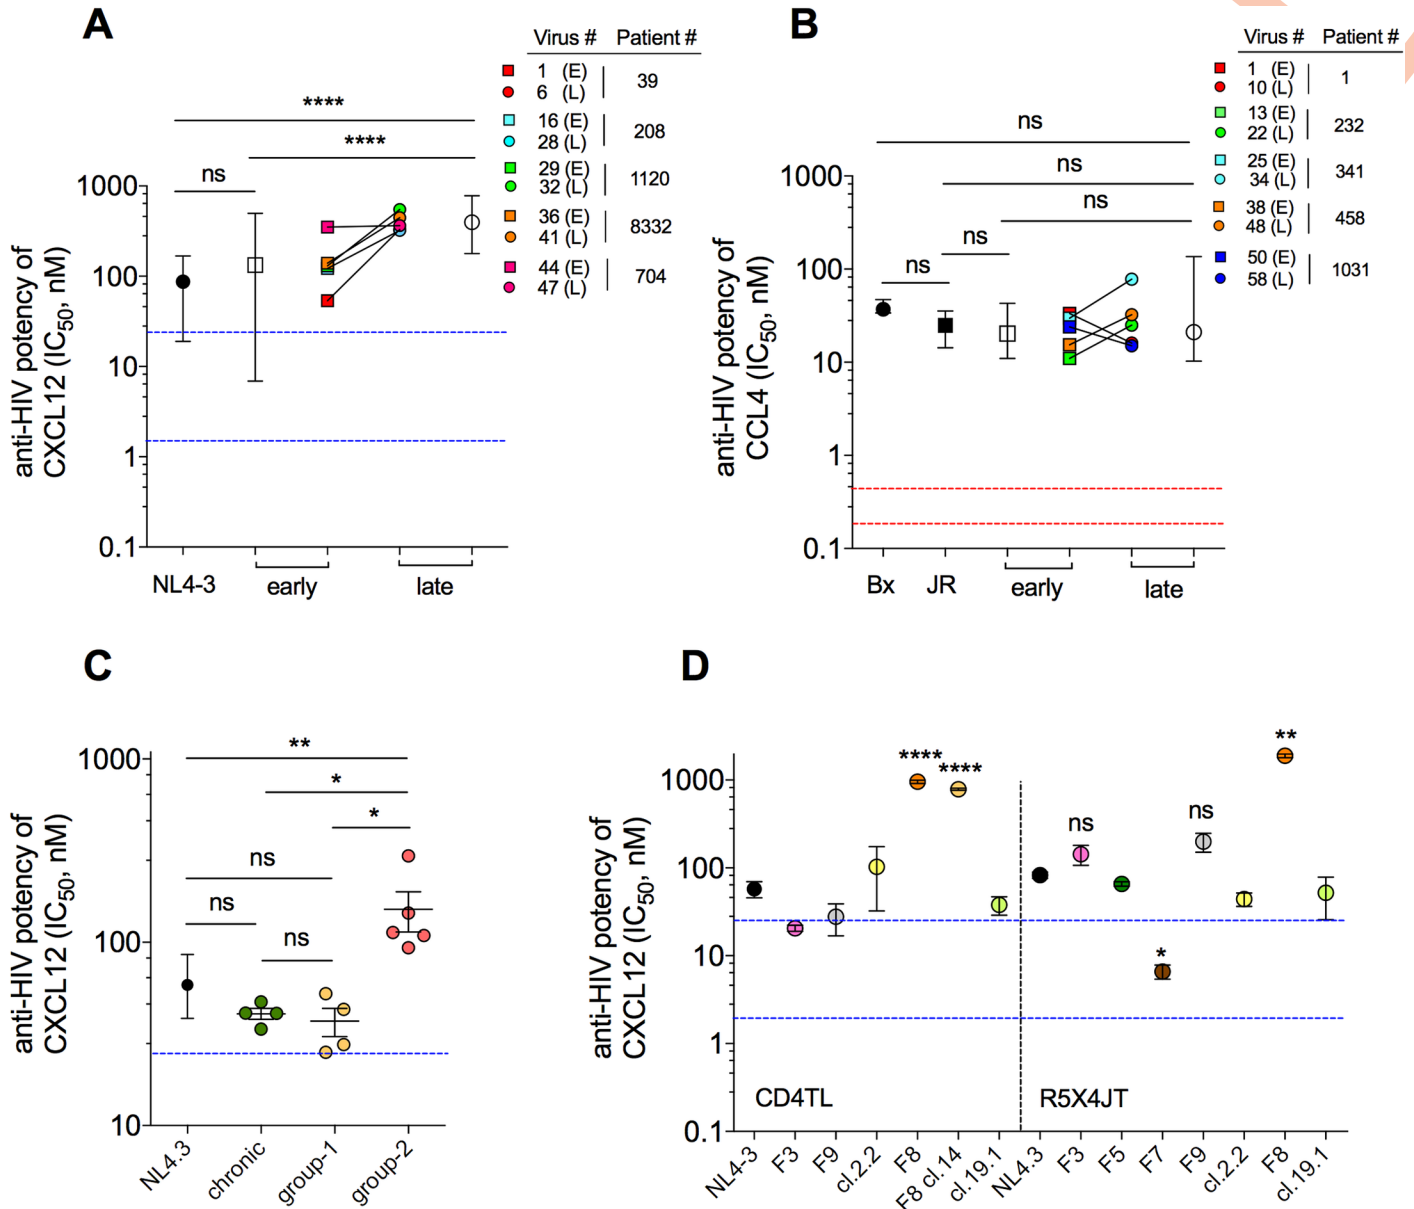 A
Virus # Patient #
1 (E)
6 (L)
39
16 (E)
28 (L)
208
29 (E)
32 (L)
1120
36 (E)
41 (L)
8332
44 (E)
47 (L)
704
****
****
ns
anti-HIV potency of
CXCL12 (IC50, nM)
1000
100
10
1
0.1
NL4-3 early late
B
Virus # Patient #
1 (E)
10 (L)
1
13 (E)
22 (L)
232
25 (E)
34 (L)
341
38 (E)
48 (L)
458
50 (E)
58 (L)
1031
ns
ns
ns
ns
ns
anti-HIV potency of
CCL4 (IC50, nM)
1000
100
10
1
0.1
Bx JR early late
C
**
*
*
ns
ns
ns
anti-HIV potency of
CXCL12 (IC50, nM)
1000
100
10
NL4.3 chronic group-1 group-2
D
****
****
**
ns
ns
*
anti-HIV potency of
CXCL12 (IC50, nM)
1000
100
10
1
0.1
CD4TL R5X4JT
NL4-3 F3 F9 cl.2.2 F8 F8 cl.14 cl.19.1 NL4.3 F3 F5 F7 F9 cl.2.2 F8 cl.19.1